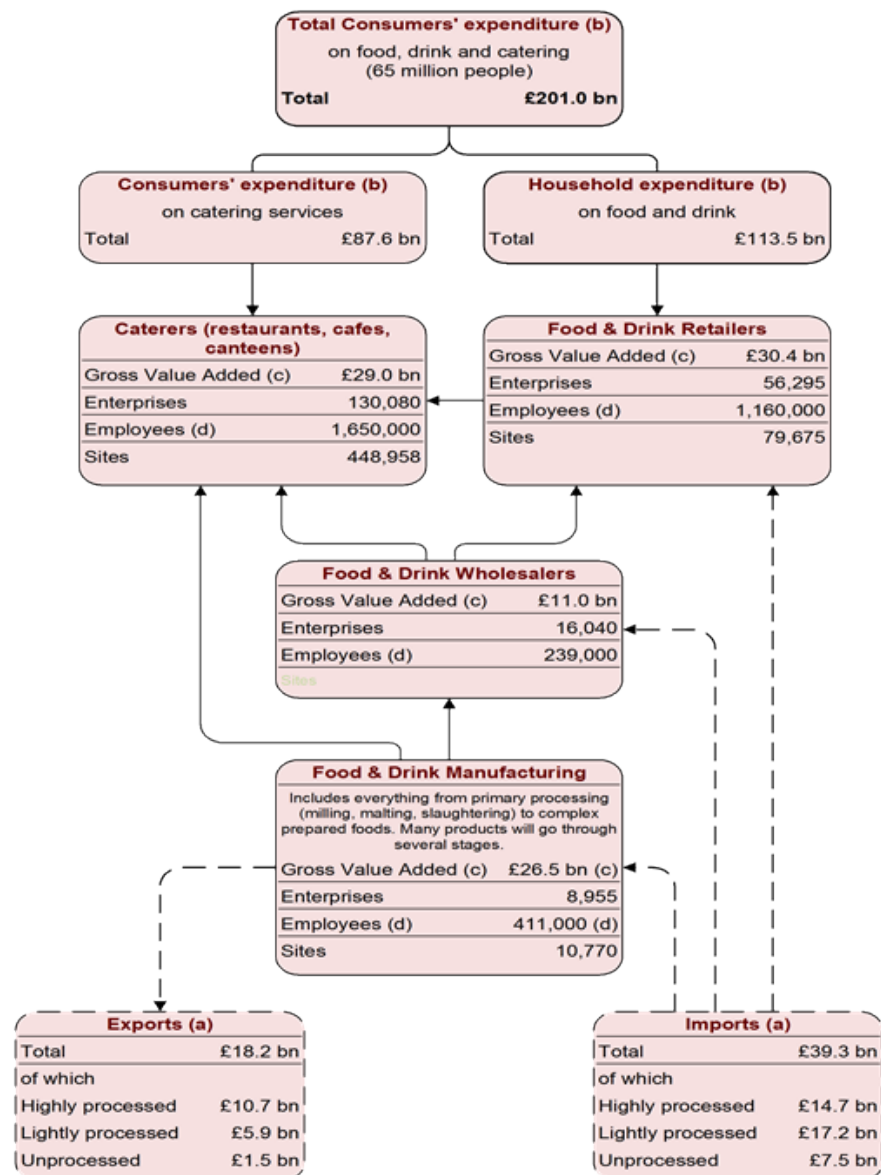 Total Consumers' expenditure (b)
on food, drink and catering
(65 million people)
Total £201.0 bn
Consumers' expenditure (b)
on catering services
Total £87.6 bn
Household expenditure (b)
on food and drink
Total £113.5 bn
Caterers (restaurants, cafes,
canteens)
Gross Value Added (c) £29.0 bn
Enterprises 130,080
Employees (d) 1,650,000
Sites 448,958
Food & Drink Retailers
Gross Value Added (c) £30.4 bn
Enterprises 56,295
Employees (d) 1,160,000
Sites 79,675
Food & Drink Wholesalers
Gross Value Added (c) £11.0 bn
Enterprises 16,040
Employees (d) 239,000
Sites
Food & Drink Manufacturing
Includes everything from primary processing
(milling, malting, slaughtering) to complex
prepared foods. Many products will go through
several stages.
Gross Value Added (c) £26.5 bn (c)
Enterprises 8,955
Employees (d) 411,000 (d)
Sites 10,770
Exports (a)
Total £18.2 bn
of which
Highly processed £10.7 bn
Lightly processed £5.9 bn
Unprocessed £1.5 bn
Imports (a)
Total £39.3 bn
of which
Highly processed £14.7 bn
Lightly processed £17.2 bn
Unprocessed £7.5 bn